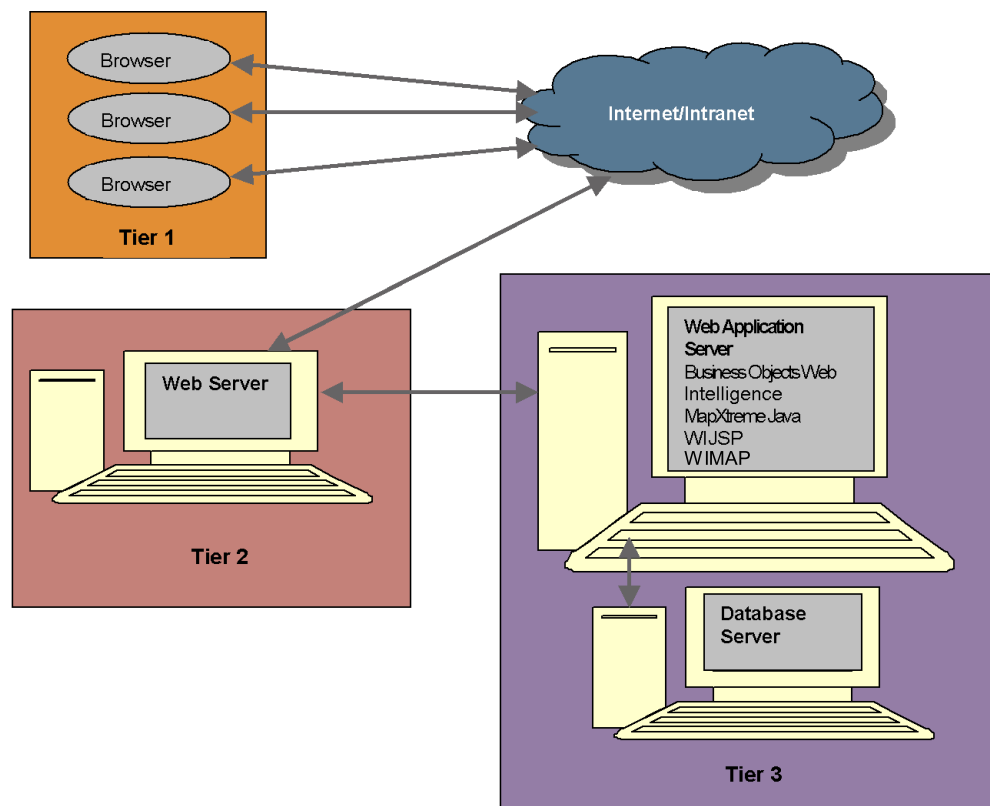 Browser
Browser
Browser
Tier 1
Internet/Intranet
Web Server
Tier 2
Web Application
Server
Business Objects Web
Intelligence
MapXtreme Java
WIJSP
WIMAP
Database
Server
Tier 3